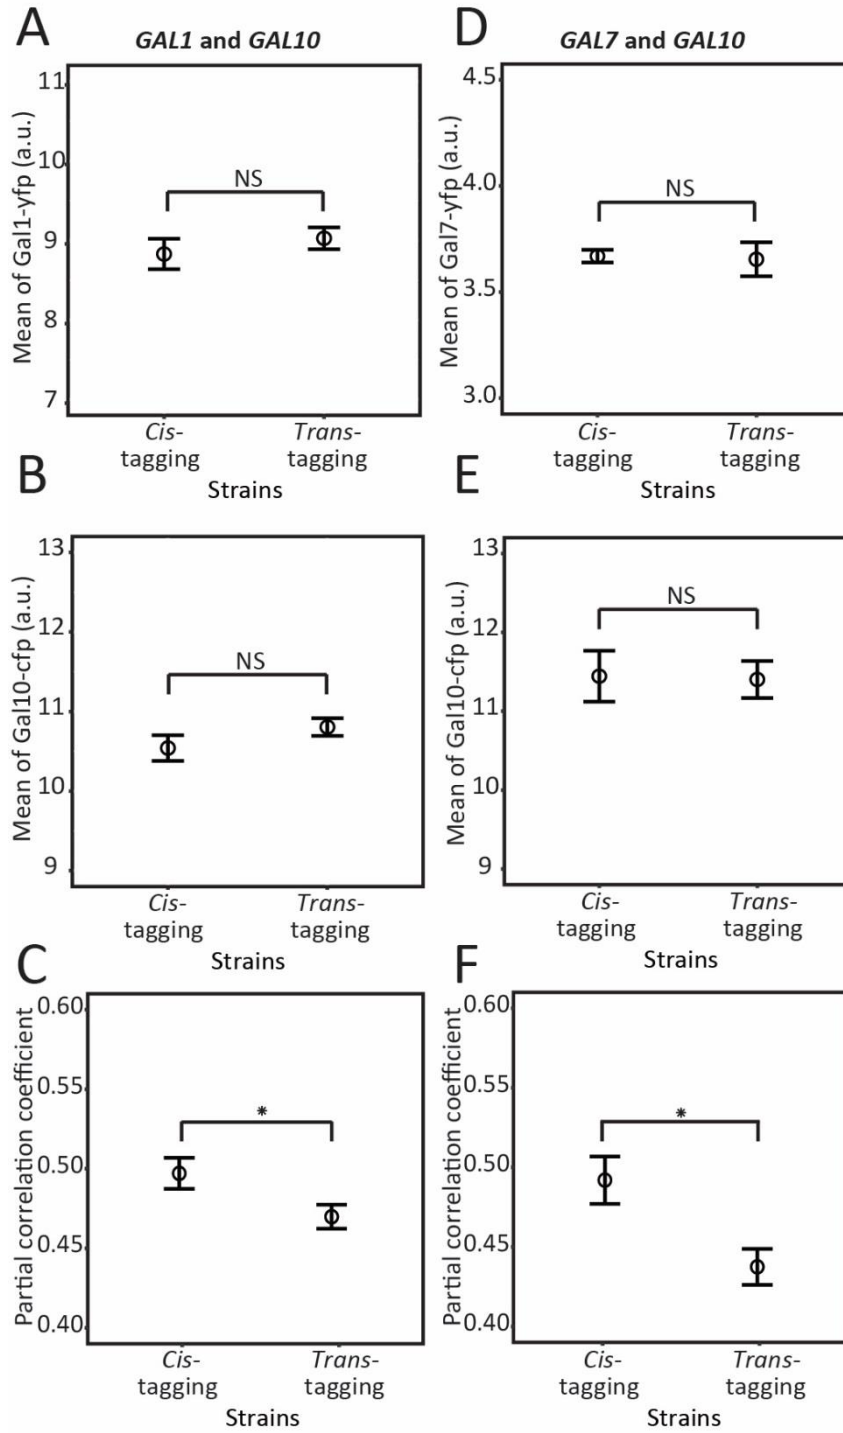 A
GAL1 and GAL10
Mean of Gal1-yfp (a.u.)
11
10
9
8
7
NS
Cis-
tagging
Trans-
tagging
Strains
D
GAL7 and GAL10
Mean of Gal7-yfp (a.u.)
4.5
4.0
3.5
3.0
NS
Cis-
tagging
Trans-
tagging
Strains
B
Mean of Gal10-cfp (a.u.)
13
12
11
10
9
NS
Cis-
tagging
Trans-
tagging
Strains
E
Mean of Gal10-cfp (a.u.)
13
12
11
10
9
NS
Cis-
tagging
Trans-
tagging
Strains
C
Partial correlation coefficient
0.60
0.55
0.50
0.45
0.40
*
Cis-
tagging
Trans-
tagging
Strains
F
Partial correlation coefficient
0.60
0.55
0.50
0.45
0.40
*
Cis-
tagging
Trans-
tagging
Strains